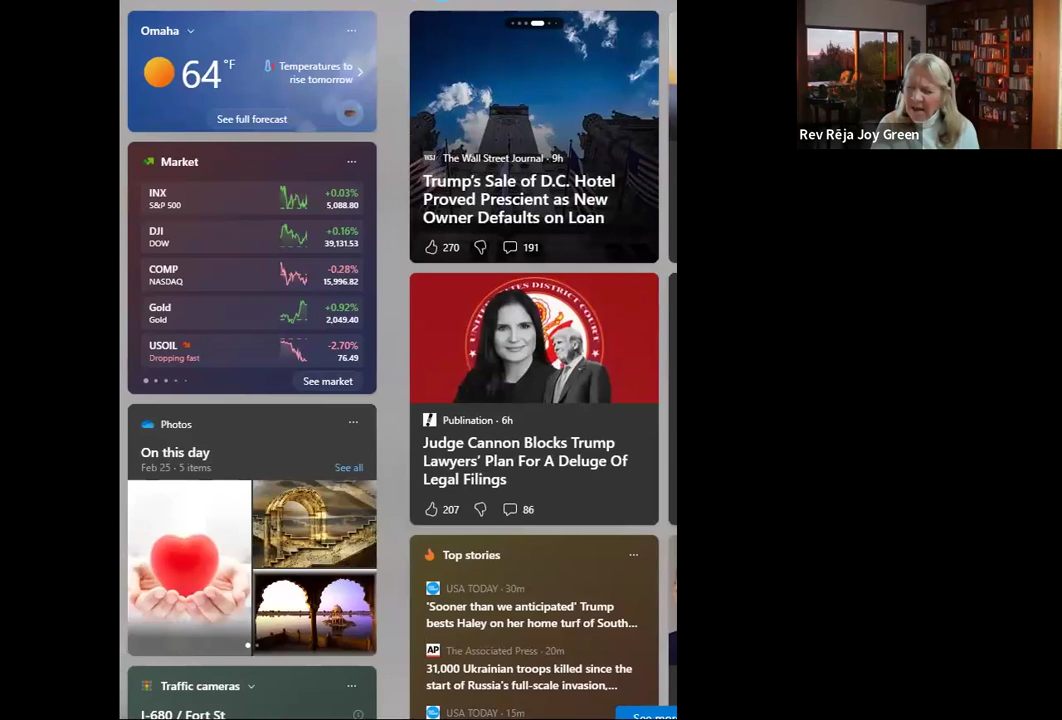 Omaha
64 °F
Temperatures to
rise tomorrow
See full forecast
Market
INX
S&P 500
+0.03%
5,088.80
DJI
DOW
+0.16%
39,131.53
COMP
NASDAQ
-0.28%
15,996.82
Gold
Gold
+0.92%
2,049.40
USOIL
Dropping fast
-2.70%
76.49
See market
Photos
On this day
Feb 25 · 5 items
See all
Traffic cameras
I-680 / Fort St
WSJ The Wall Street Journal · 9h
Trump's Sale of D.C. Hotel
Proved Prescient as New
Owner Defaults on Loan
270
191
UNITED STATES DISTRICT COURT
Publination · 6h
Judge Cannon Blocks Trump
Lawyers' Plan For A Deluge Of
Legal Filings
207
86
Top stories
USA TODAY · 30m
'Sooner than we anticipated' Trump
bests Haley on her home turf of South...
AP The Associated Press · 20m
31,000 Ukrainian troops killed since the
start of Russia's full-scale invasion,...
USA TODAY · 15m
Rev Rēja Joy Green